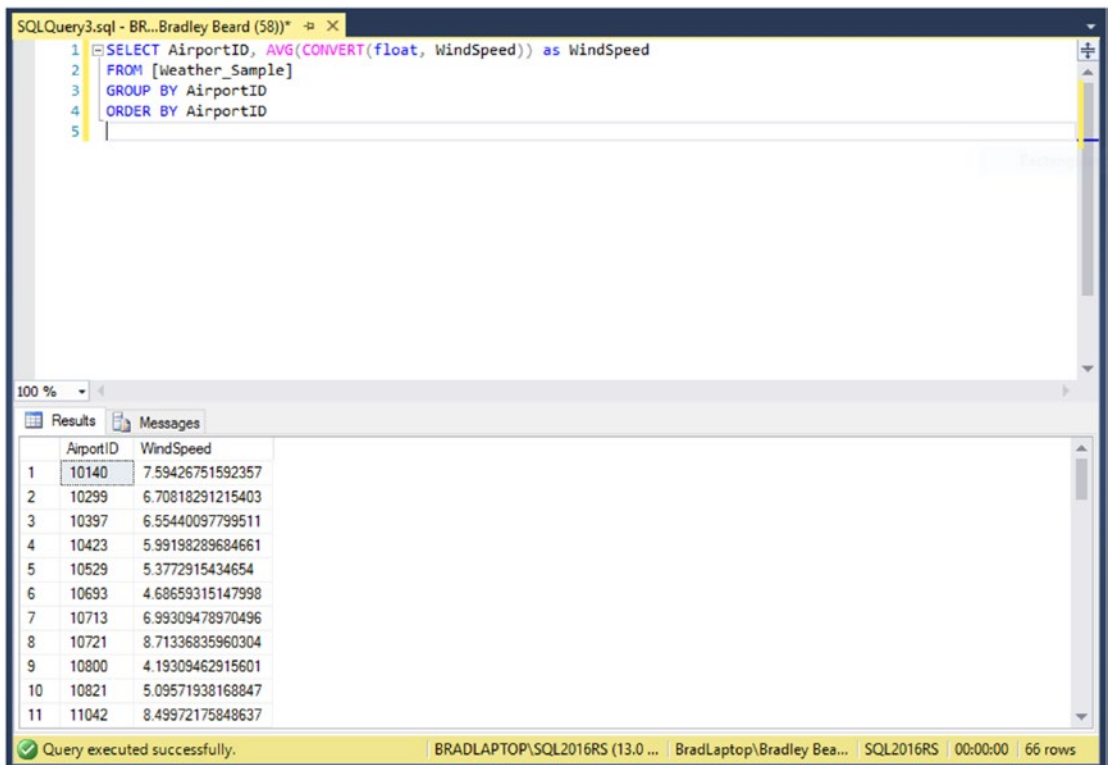 SQLQuery3.sql - BR...Bradley Beard (58))*
1 SELECT AirportID, AVG(CONVERT(float, WindSpeed)) as WindSpeed
2 FROM [Weather_Sample]
3 GROUP BY AirportID
4 ORDER BY AirportID
5
100 %
Results Messages
AirportID WindSpeed
1 10140 7.59426751592357
2 10299 6.70818291215403
3 10397 6.55440097799511
4 10423 5.99198289684661
5 10529 5.3772915434654
6 10693 4.68659315147998
7 10713 6.99309478970496
8 10721 8.71336835960304
9 10800 4.19309462915601
10 10821 5.09571938168847
11 11042 8.49972175848637
Query executed successfully. BRADLAPTOP\SQL2016RS (13.0 ... BradLaptop\Bradley Bea... SQL2016RS 00:00:00 66 rows